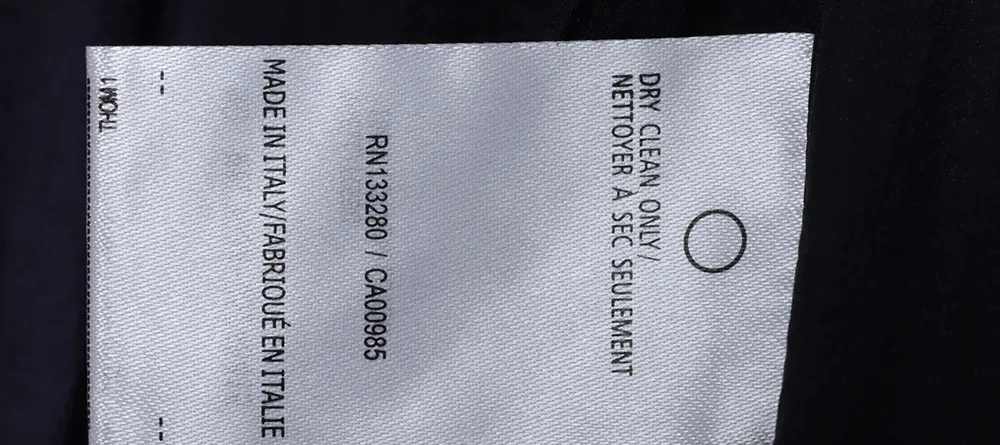 DRY CLEAN ONLY/
NETTOYER À SEC SEULEMENT
RN133280 / CA00985
MADE IN ITALY/FABRIQUÉ EN ITALIE
--
--